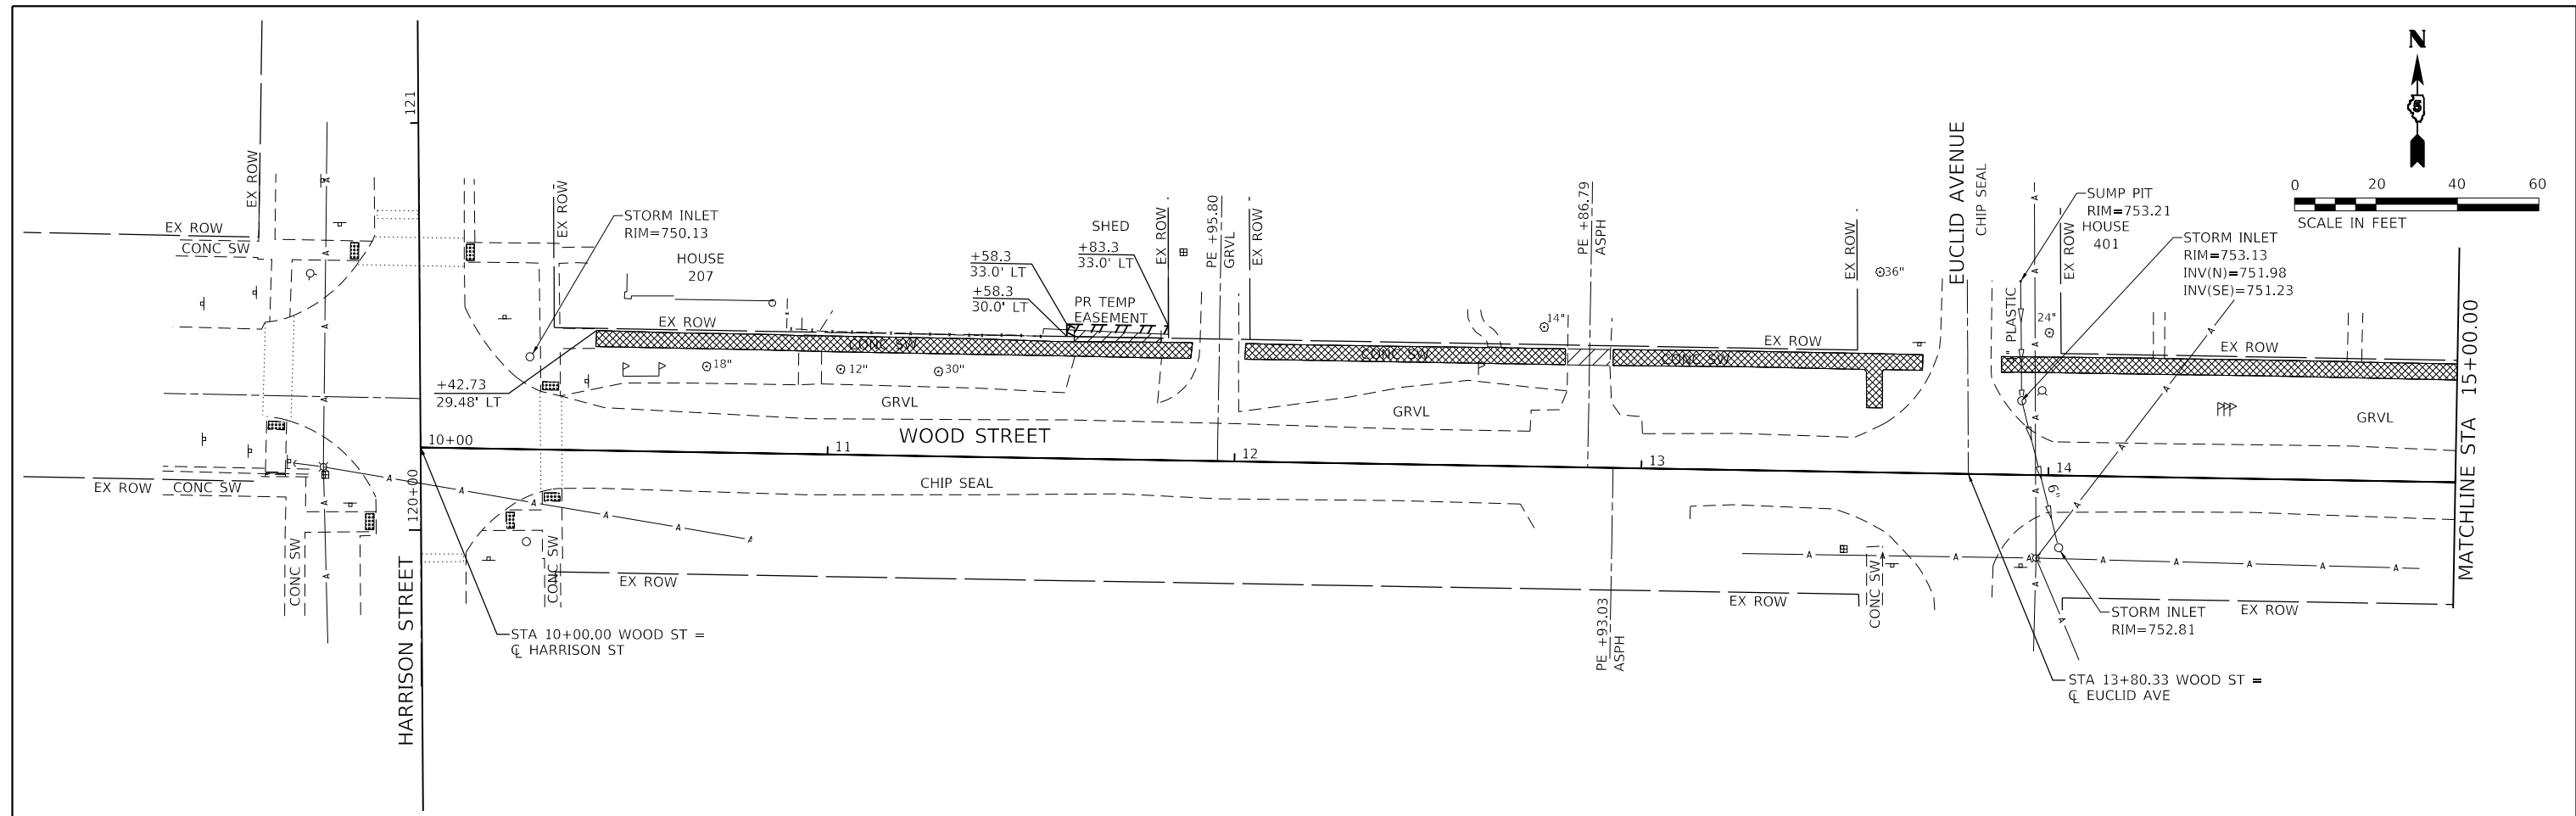 N
5
0 20 40 60
SCALE IN FEET
121
EX ROW
EX ROW
CONC SW
EX ROW
STORM INLET
RIM=750.13
HOUSE
207
EX ROW
+42.73
29.48' LT
+58.3
33.0' LT
+58.3
30.0' LT
SHED
+83.3
33.0' LT
PR TEMP
EASEMENT
EX ROW
PE +95.80
GRVL
EX ROW
CONC SW
18"
12"
30"
GRVL
CONC SW
14"
PE +86.79
ASPH
CONC SW
GRVL
EX ROW
EX ROW
36"
EUCLID AVENUE
CHIP SEAL
SUMP PIT
RIM=753.21
HOUSE
401
EX ROW
" PLASTIC
24"
STORM INLET
RIM=753.13
INV(N)=751.98
INV(SE)=751.23
EX ROW
GRVL
MATCHLINE STA 15+00.00
10+00
WOOD STREET
11
12
13
14
6"
CHIP SEAL
EX ROW
CONC SW
120+00
HARRISON STREET
CONC SW
CONC SW
EX ROW
PE +93.03
ASPH
EX ROW
CONC SW
STORM INLET
RIM=752.81
EX ROW
STA 10+00.00 WOOD ST =
℄ HARRISON ST
STA 13+80.33 WOOD ST =
℄ EUCLID AVE
A A A A A
A A A A A
A A A A A A A A
A A A A A A
A A A A